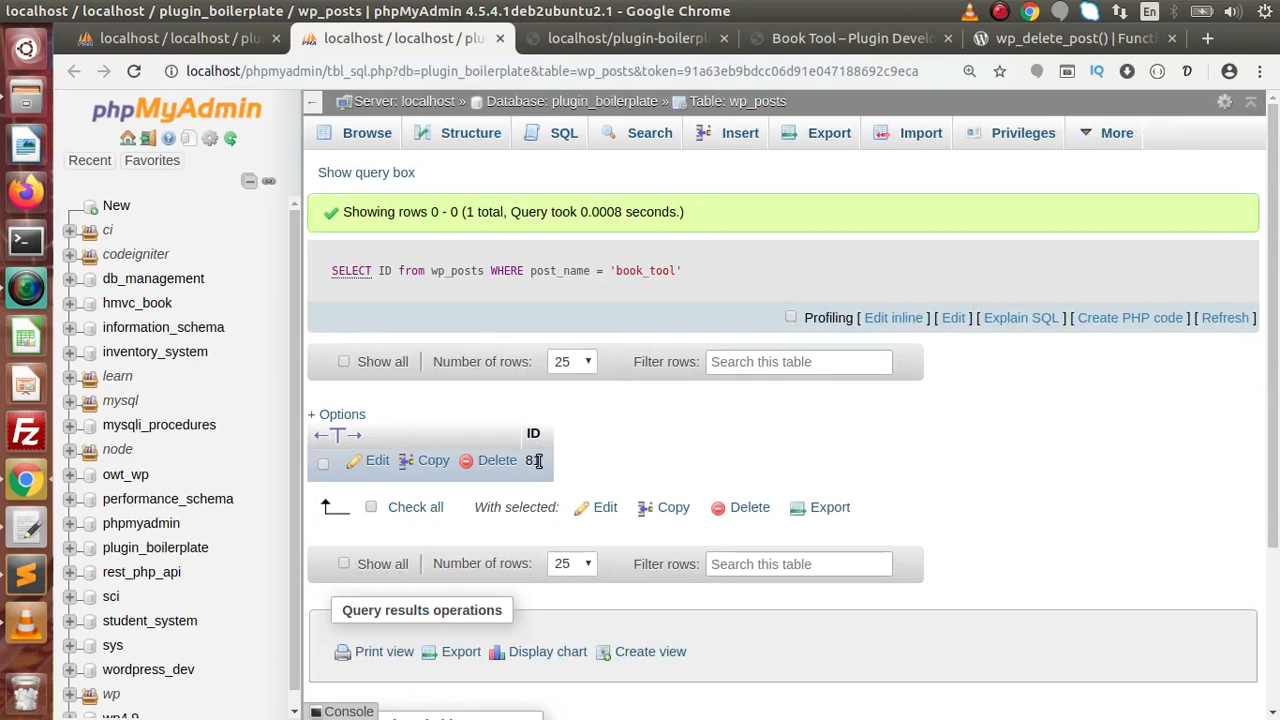 localhost / localhost / plugin_boilerplate / wp_posts | phpMyAdmin 4.5.4.1deb2ubuntu2.1 - Google Chrome
En
localhost / localhost / plu
localhost / localhost / plu
localhost/plugin-boilerpl
Book Tool – Plugin Develo
wp_delete_post() | Functi
localhost/phpmyadmin/tbl_sql.php?db=plugin_boilerplate&table=wp_posts&token=91a63eb9bdcc06d91e047188692c9eca
IQ
phpMyAdmin
Server: localhost » Database: plugin_boilerplate » Table: wp_posts
Browse Structure SQL Search Insert Export Import Privileges More
Recent Favorites
New
ci
codeigniter
db_management
hmvc_book
information_schema
inventory_system
learn
mysql
mysqli_procedures
node
owt_wp
performance_schema
phpmyadmin
plugin_boilerplate
rest_php_api
sci
student_system
sys
wordpress_dev
wp
wp4.9
Show query box
Showing rows 0 - 0 (1 total, Query took 0.0008 seconds.)
SELECT ID from wp_posts WHERE post_name = 'book_tool'
Profiling [ Edit inline ] [ Edit ] [ Explain SQL ] [ Create PHP code ] [ Refresh ]
Show all Number of rows: 25 Filter rows: Search this table
+ Options
←T→ ID
Edit Copy Delete
Check all With selected: Edit Copy Delete Export
Show all Number of rows: 25 Filter rows: Search this table
Query results operations
Print view Export Display chart Create view
Console